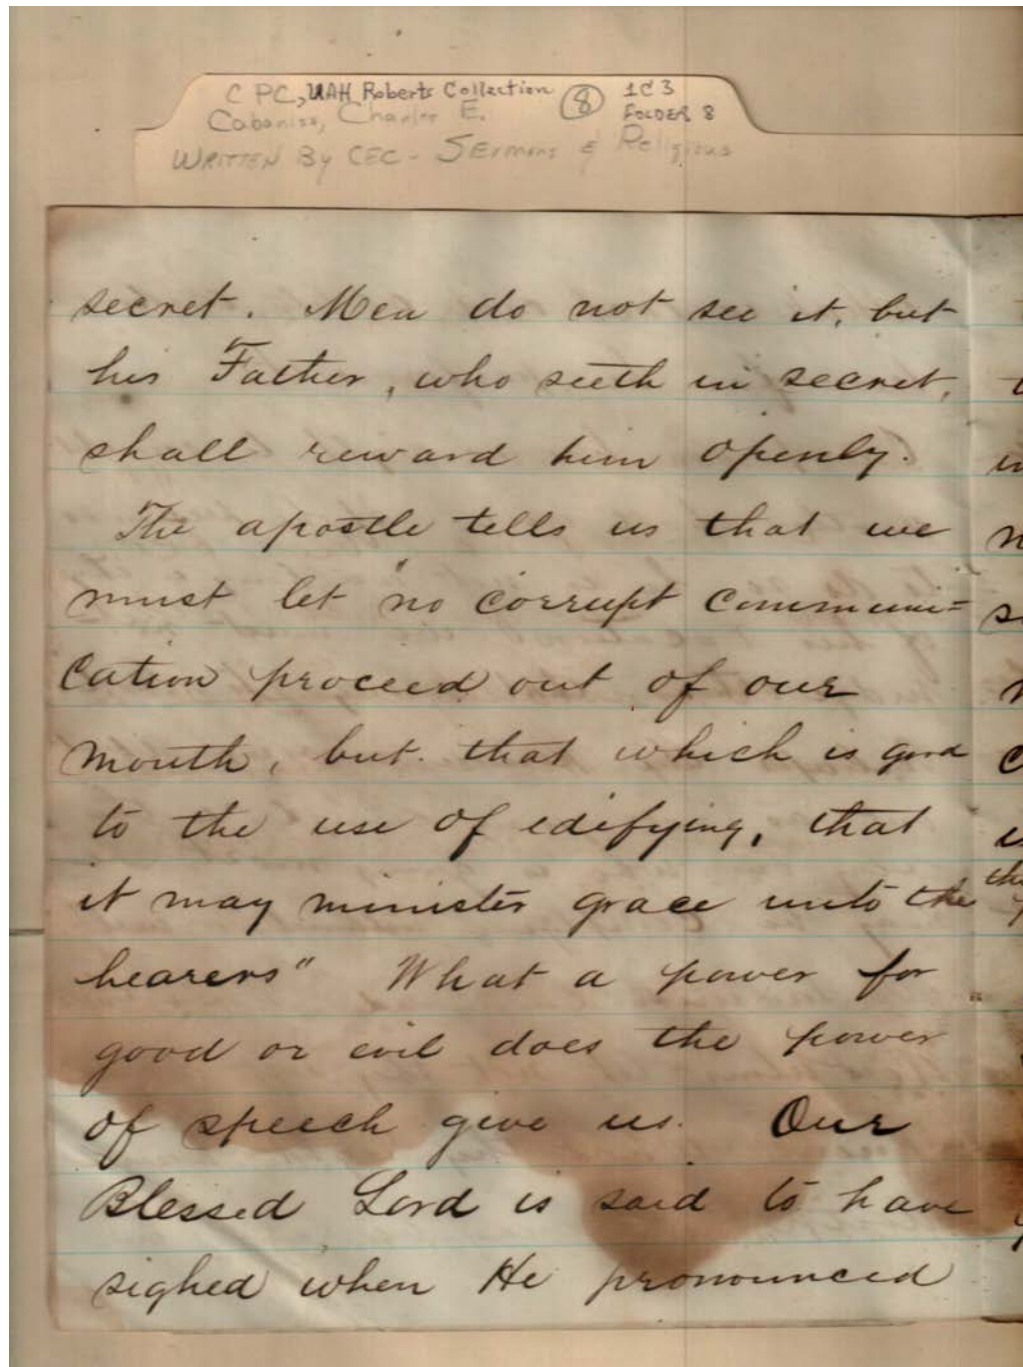 C PC, UAH Roberts Collection 8 1C3
Cabaniss, Charles E. FOLDER 8
WRITTEN By CEC - SERMONS & Religious
secret. Men do not see it, but
his Father, who seeth in secret,
shall reward him openly.
The apostle tells us that we
must let "no corrupt communi=
cation proceed out of our
mouth, but that which is good
to the use of edifying, that
it may minister grace unto the
hearers" What a power for
good or evil does the power
of speech give us. Our
Blessed Lord is said to have
sighed when He pronounced